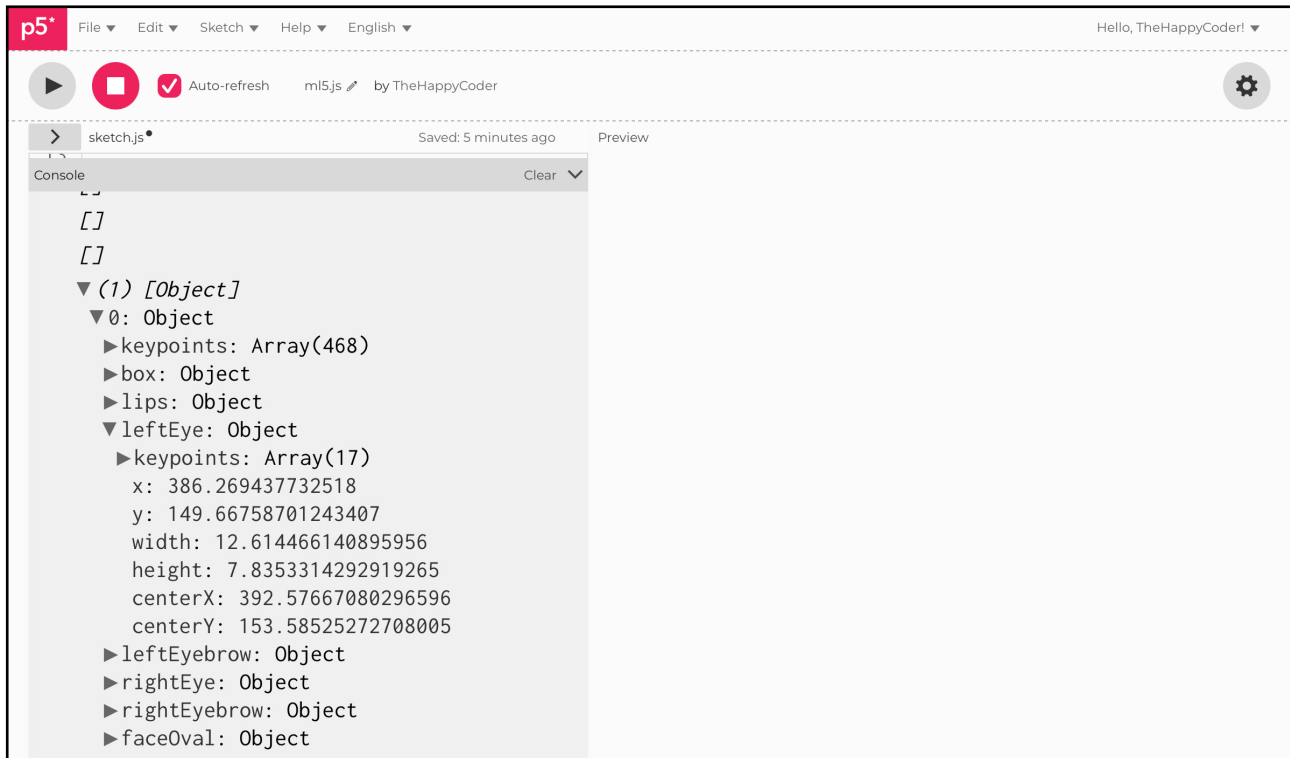 p5* File Edit Sketch Help English Hello, TheHappyCoder!
Auto-refresh ml5.js by TheHappyCoder
> sketch.js Saved: 5 minutes ago Preview
Console Clear
[]
[]
(1) [Object]
0: Object
keypoints: Array(468)
box: Object
lips: Object
leftEye: Object
keypoints: Array(17)
x: 386.269437732518
y: 149.66758701243407
width: 12.614466140895956
height: 7.8353314292919265
centerX: 392.57667080296596
centerY: 153.58525272708005
leftEyebrow: Object
rightEye: Object
rightEyebrow: Object
faceOval: Object